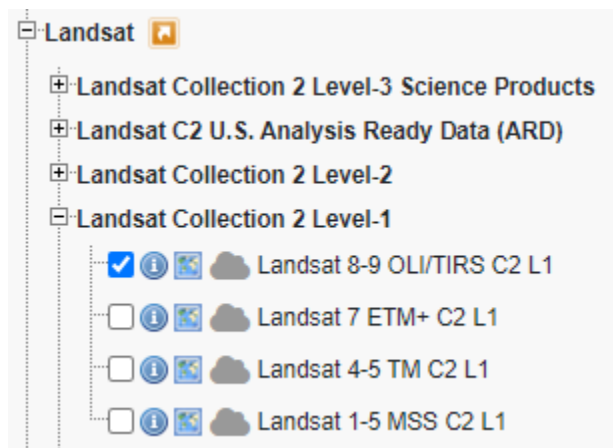 Landsat
Landsat Collection 2 Level-3 Science Products
Landsat C2 U.S. Analysis Ready Data (ARD)
Landsat Collection 2 Level-2
Landsat Collection 2 Level-1
Landsat 8-9 OLI/TIRS C2 L1
Landsat 7 ETM+ C2 L1
Landsat 4-5 TM C2 L1
Landsat 1-5 MSS C2 L1